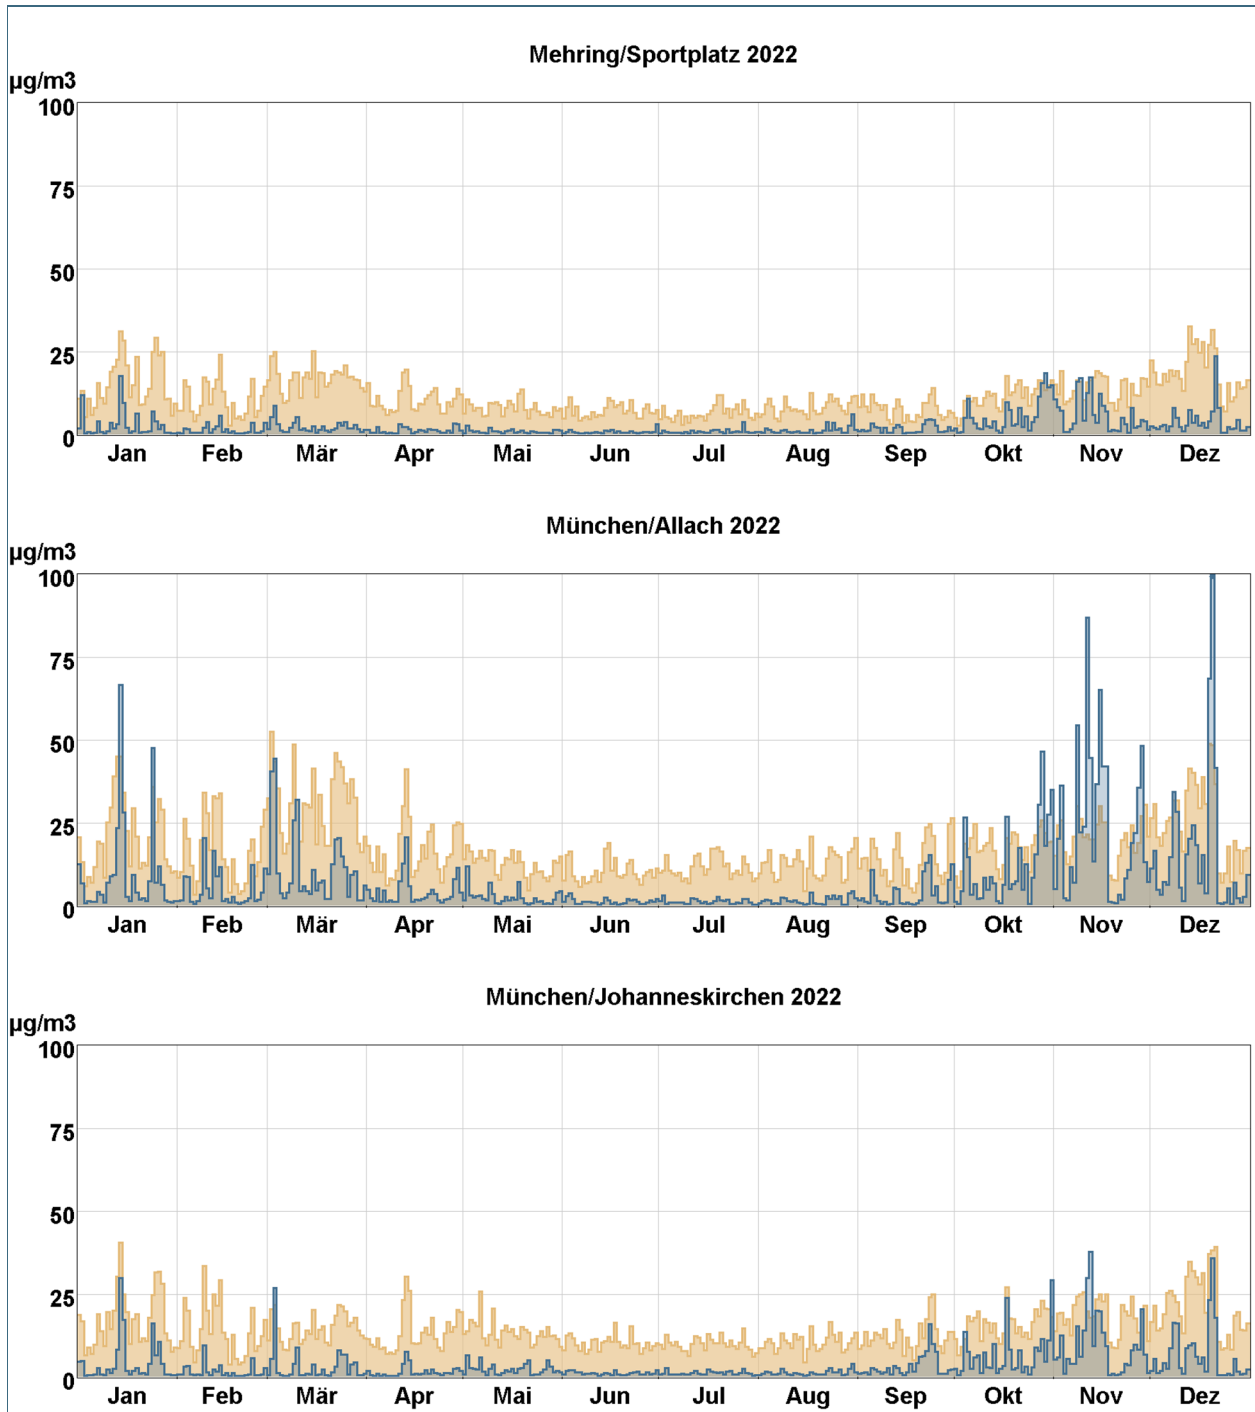 Mehring/Sportplatz 2022
µg/m3
100
75
50
25
0
Jan Feb Mär Apr Mai Jun Jul Aug Sep Okt Nov Dez
München/Allach 2022
µg/m3
100
75
50
25
0
Jan Feb Mär Apr Mai Jun Jul Aug Sep Okt Nov Dez
München/Johanneskirchen 2022
µg/m3
100
75
50
25
0
Jan Feb Mär Apr Mai Jun Jul Aug Sep Okt Nov Dez